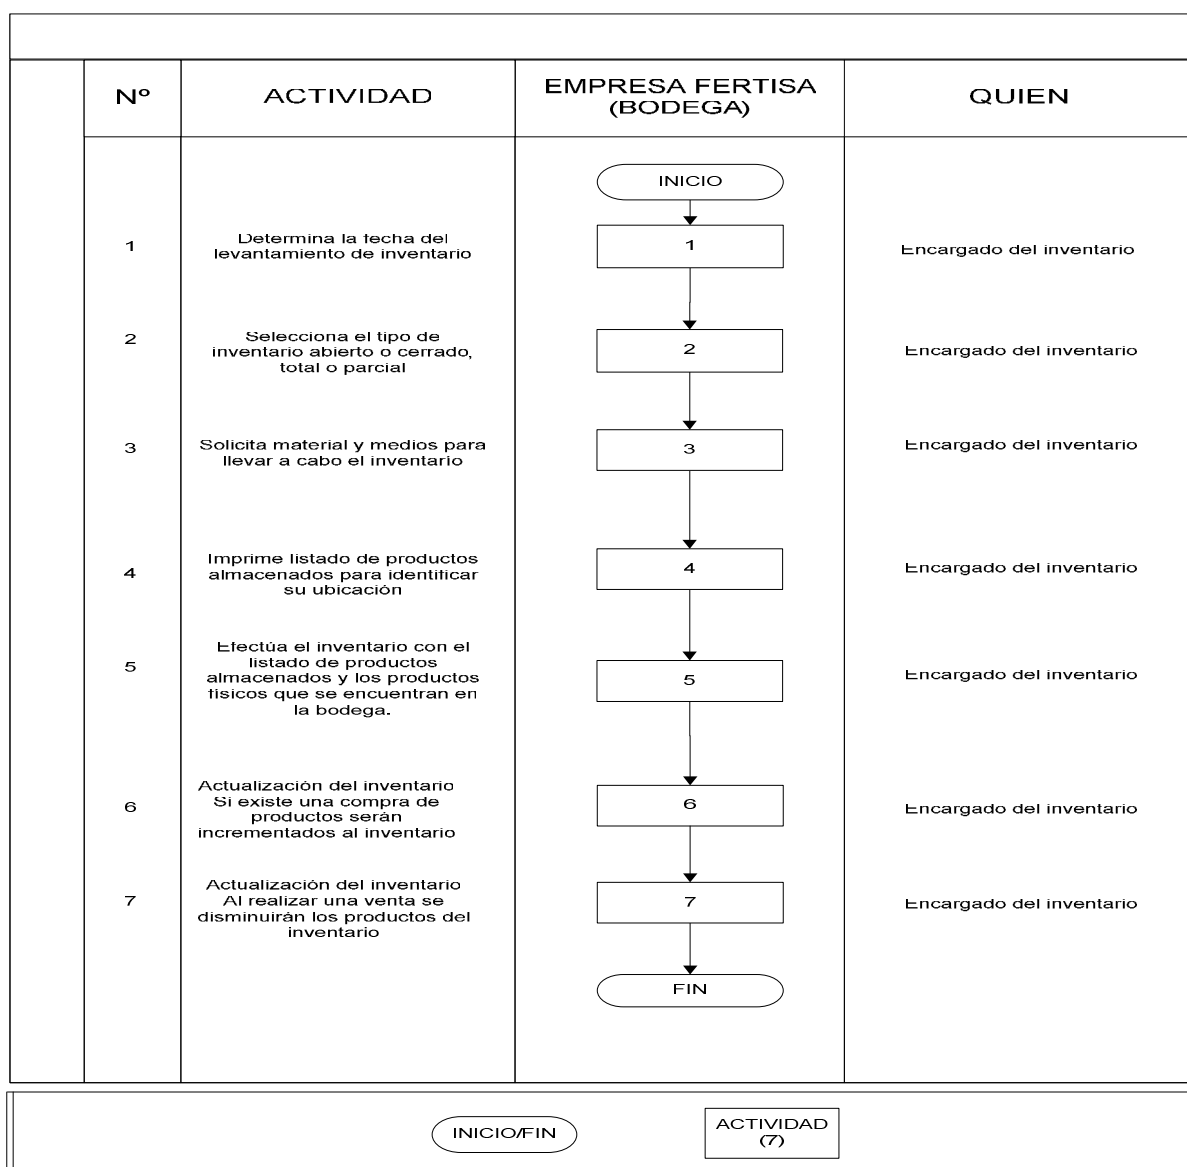 Nº
ACTIVIDAD
EMPRESA FERTISA
(BODEGA)
QUIEN
INICIO
1
Determina la fecha del
levantamiento de inventario
1
Encargado del inventario
2
Selecciona el tipo de
inventario abierto o cerrado,
total o parcial
2
Encargado del inventario
3
Solicita material y medios para
llevar a cabo el inventario
3
Encargado del inventario
4
Imprime listado de productos
almacenados para identificar
su ubicación
4
Encargado del inventario
5
Efectúa el inventario con el
listado de productos
almacenados y los productos
físicos que se encuentran en
la bodega.
5
Encargado del inventario
6
Actualización del inventario
Si existe una compra de
productos serán
incrementados al inventario
6
Encargado del inventario
7
Actualización del inventario
Al realizar una venta se
disminuirán los productos del
inventario
7
Encargado del inventario
FIN
INICIO/FIN
ACTIVIDAD
(7)